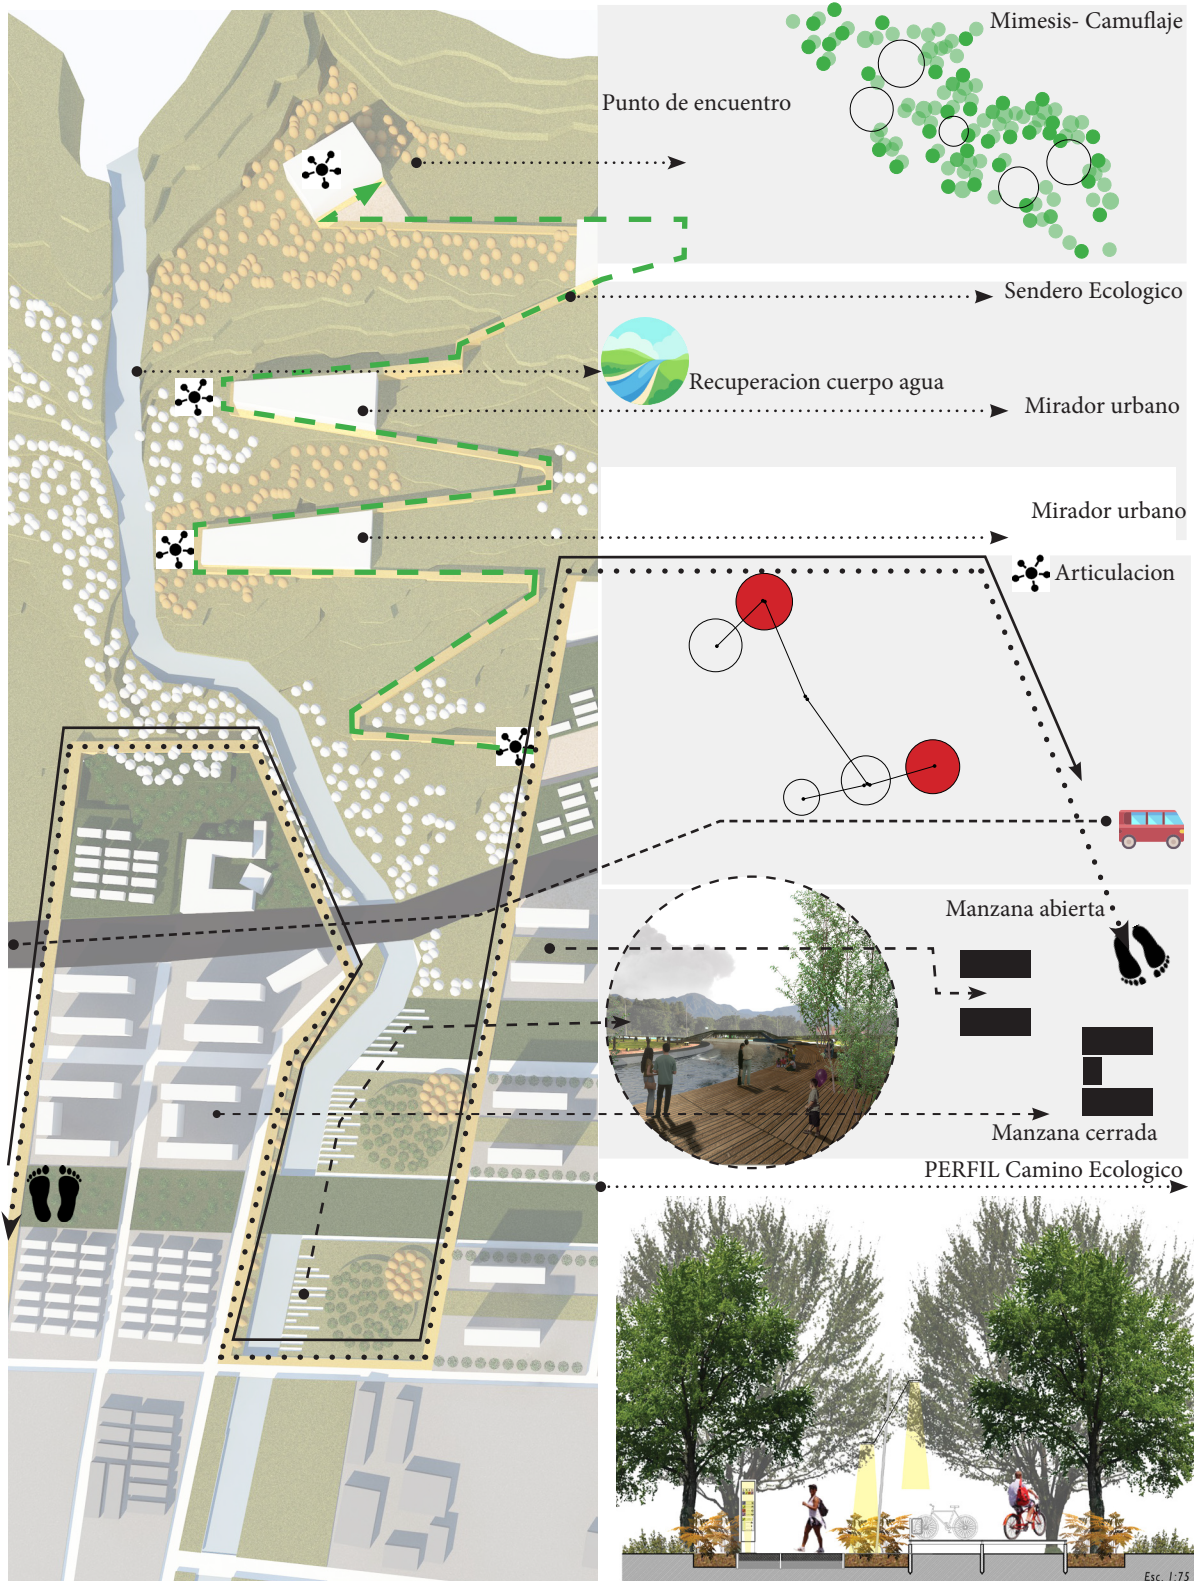 Mimesis- Camuflaje
Punto de encuentro
Sendero Ecologico
Recuperacion cuerpo agua
Mirador urbano
Mirador urbano
Articulacion
Manzana abierta
Manzana cerrada
PERFIL Camino Ecologico
Esc. 1:75